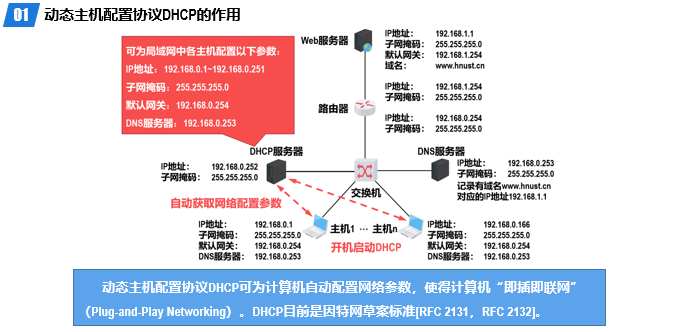 01 动态主机配置协议DHCP的作用
可为局域网中各主机配置以下参数:
IP地址: 192.168.0.1~192.168.0.251
子网掩码: 255.255.255.0
默认网关: 192.168.0.254
DNS服务器: 192.168.0.253
Web服务器
IP地址: 192.168.1.1
子网掩码: 255.255.255.0
默认网关: 192.168.1.254
域名: www.hnust.cn
路由器
IP地址: 192.168.1.254
子网掩码: 255.255.255.0
IP地址: 192.168.0.254
子网掩码: 255.255.255.0
DHCP服务器
IP地址: 192.168.0.252
子网掩码: 255.255.255.0
交换机
DNS服务器
IP地址: 192.168.0.253
子网掩码: 255.255.255.0
记录有域名www.hnust.cn
对应的IP地址192.168.1.1
自动获取网络配置参数
IP地址: 192.168.0.1
子网掩码: 255.255.255.0
默认网关: 192.168.0.254
DNS服务器: 192.168.0.253
主机1 … 主机n
开机启动DHCP
IP地址: 192.168.0.166
子网掩码: 255.255.255.0
默认网关: 192.168.0.254
DNS服务器: 192.168.0.253
动态主机配置协议DHCP可为计算机自动配置网络参数，使得计算机“即插即联网”
（Plug-and-Play Networking）。DHCP目前是因特网草案标准[RFC 2131，RFC 2132]。